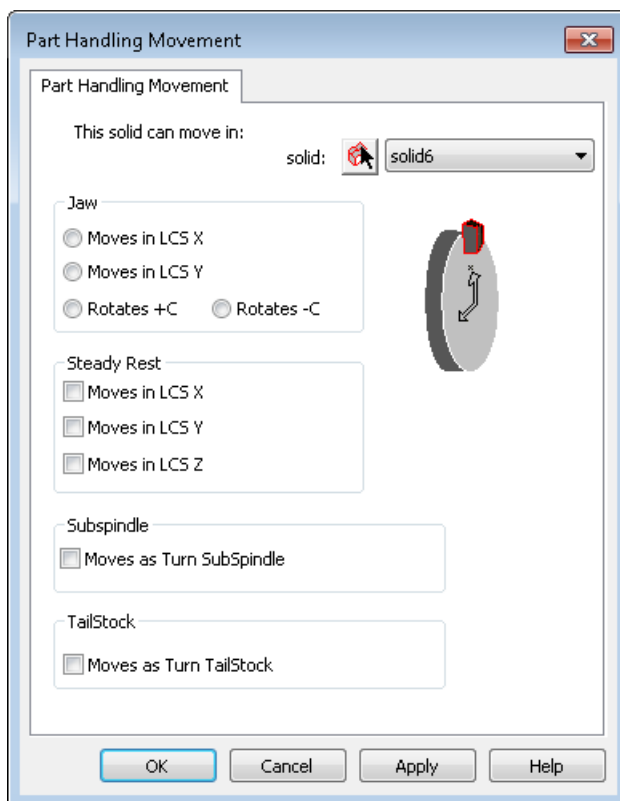 Part Handling Movement
Part Handling Movement
This solid can move in:
solid: solid6
Jaw
Moves in LCS X
Moves in LCS Y
Rotates +C Rotates -C
x
Steady Rest
Moves in LCS X
Moves in LCS Y
Moves in LCS Z
Subspindle
Moves as Turn SubSpindle
TailStock
Moves as Turn TailStock
OK Cancel Apply Help